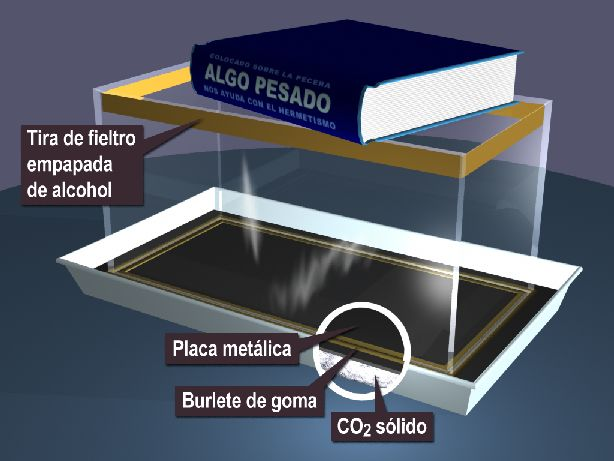 COLOCADO SOBRE LA PECERA
ALGO PESADO
NOS AYUDA CON EL HERMETISMO
Tira de fieltro
empapada
de alcohol
Placa metálica
Burlete de goma
CO₂ sólido